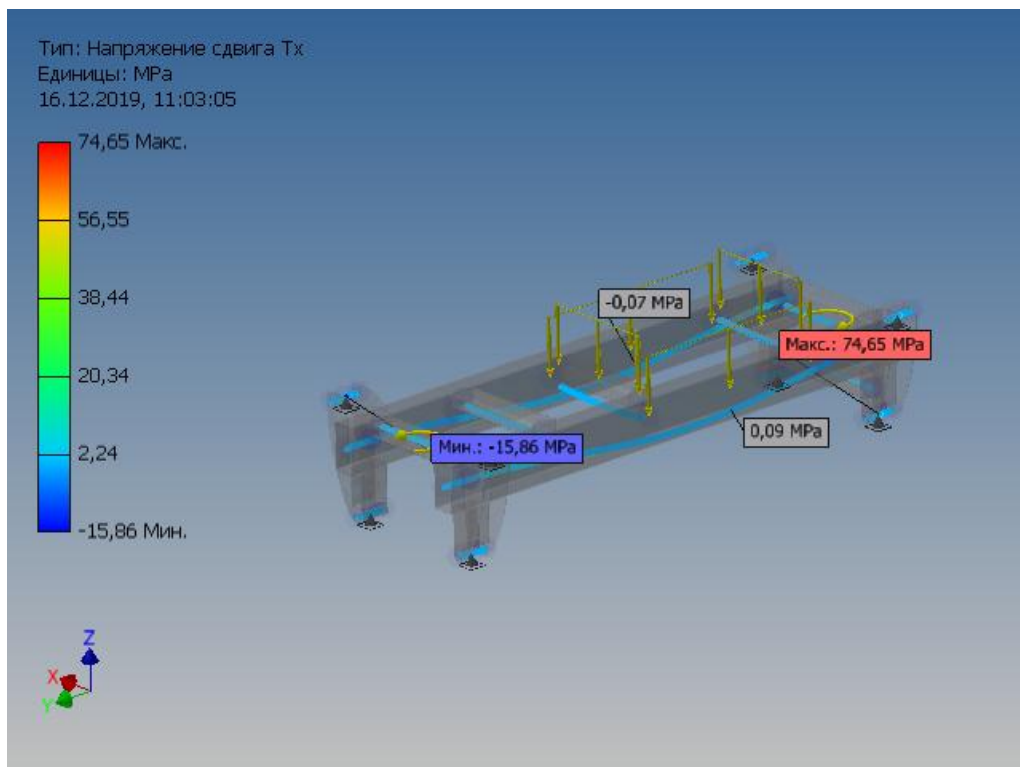 Тип: Напряжение сдвига Tx
Единицы: MPa
16.12.2019, 11:03:05
74,65 Макс.
56,55
38,44
20,34
2,24
-15,86 Мин.
-0,07 MPa
Макс.: 74,65 MPa
0,09 MPa
Мин.: -15,86 MPa
Z
X
Y